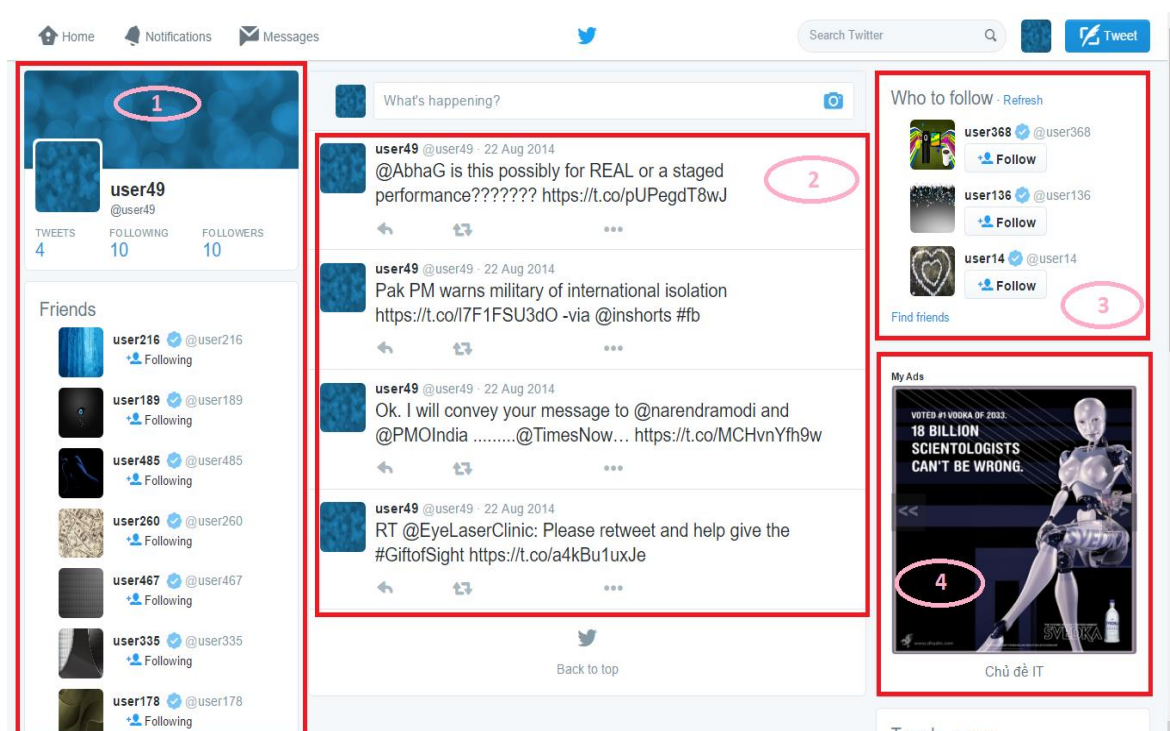 Home Notifications Messages
Search Twitter
Tweet
1
user49
@user49
TWEETS FOLLOWING FOLLOWERS
4 10 10
Friends
user216 @user216
Following
user189 @user189
Following
user485 @user485
Following
user260 @user260
Following
user467 @user467
Following
user335 @user335
Following
user178 @user178
Following
What's happening?
user49 @user49 · 22 Aug 2014
@AbhaG is this possibly for REAL or a staged
performance??????? https://t.co/pUPegdT8wJ
2
user49 @user49 · 22 Aug 2014
Pak PM warns military of international isolation
https://t.co/l7F1FSU3dO -via @inshorts #fb
user49 @user49 · 22 Aug 2014
Ok. I will convey your message to @narendramodi and
@PMOIndia .........@TimesNow… https://t.co/MCHvnYfh9w
user49 @user49 · 22 Aug 2014
RT @EyeLaserClinic: Please retweet and help give the
#GiftofSight https://t.co/a4kBu1uxJe
Back to top
Who to follow · Refresh
user368 @user368
Follow
user136 @user136
Follow
user14 @user14
Follow
3
Find friends
My Ads
VOTED #1 VODKA OF 2033.
18 BILLION
SCIENTOLOGISTS
CAN'T BE WRONG.
<< >>
4
SVEDKA
Chủ đề IT